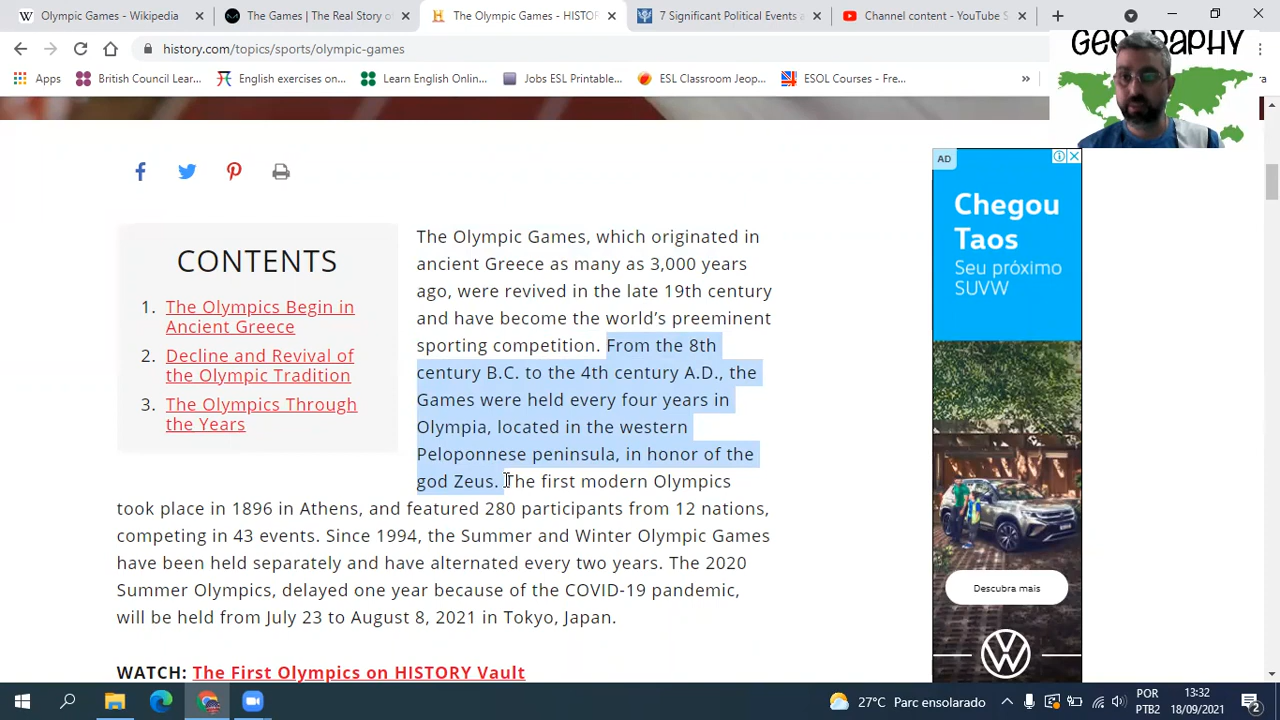 Olympic Games - Wikipedia
The Games | The Real Story of
The Olympic Games - HISTORY
7 Significant Political Events a
Channel content - YouTube S
GEOGRAPHY
history.com/topics/sports/olympic-games
Apps
British Council Lear...
English exercises on...
Learn English Onlin...
Jobs ESL Printable...
ESL Classroom Jeop...
ESOL Courses - Fre...
»
AD
Chegou
Taos
Seu próximo
SUVW
Descubra mais
CONTENTS
1. The Olympics Begin in
Ancient Greece
2. Decline and Revival of
the Olympic Tradition
3. The Olympics Through
the Years
The Olympic Games, which originated in
ancient Greece as many as 3,000 years
ago, were revived in the late 19th century
and have become the world's preeminent
sporting competition. From the 8th
century B.C. to the 4th century A.D., the
Games were held every four years in
Olympia, located in the western
Peloponnese peninsula, in honor of the
god Zeus. The first modern Olympics
took place in 1896 in Athens, and featured 280 participants from 12 nations,
competing in 43 events. Since 1994, the Summer and Winter Olympic Games
have been held separately and have alternated every two years. The 2020
Summer Olympics, delayed one year because of the COVID-19 pandemic,
will be held from July 23 to August 8, 2021 in Tokyo, Japan.
WATCH: The First Olympics on HISTORY Vault
27°C Parc ensolarado
POR
PTB2
13:32
18/09/2021
2